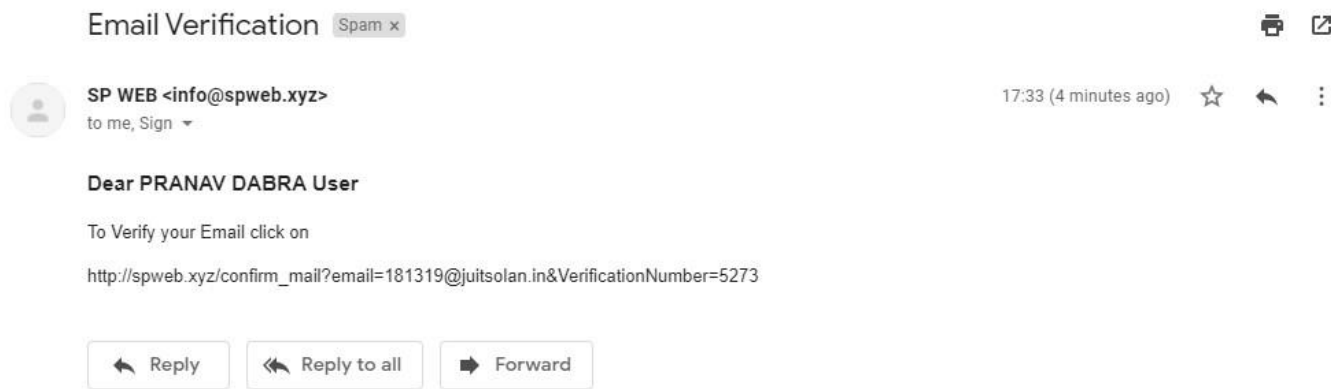 Email Verification Spam ×
SP WEB <info@spweb.xyz> 17:33 (4 minutes ago)
to me, Sign
Dear PRANAV DABRA User
To Verify your Email click on
http://spweb.xyz/confirm_mail?email=181319@juitsolan.in&VerificationNumber=5273
Reply Reply to all Forward